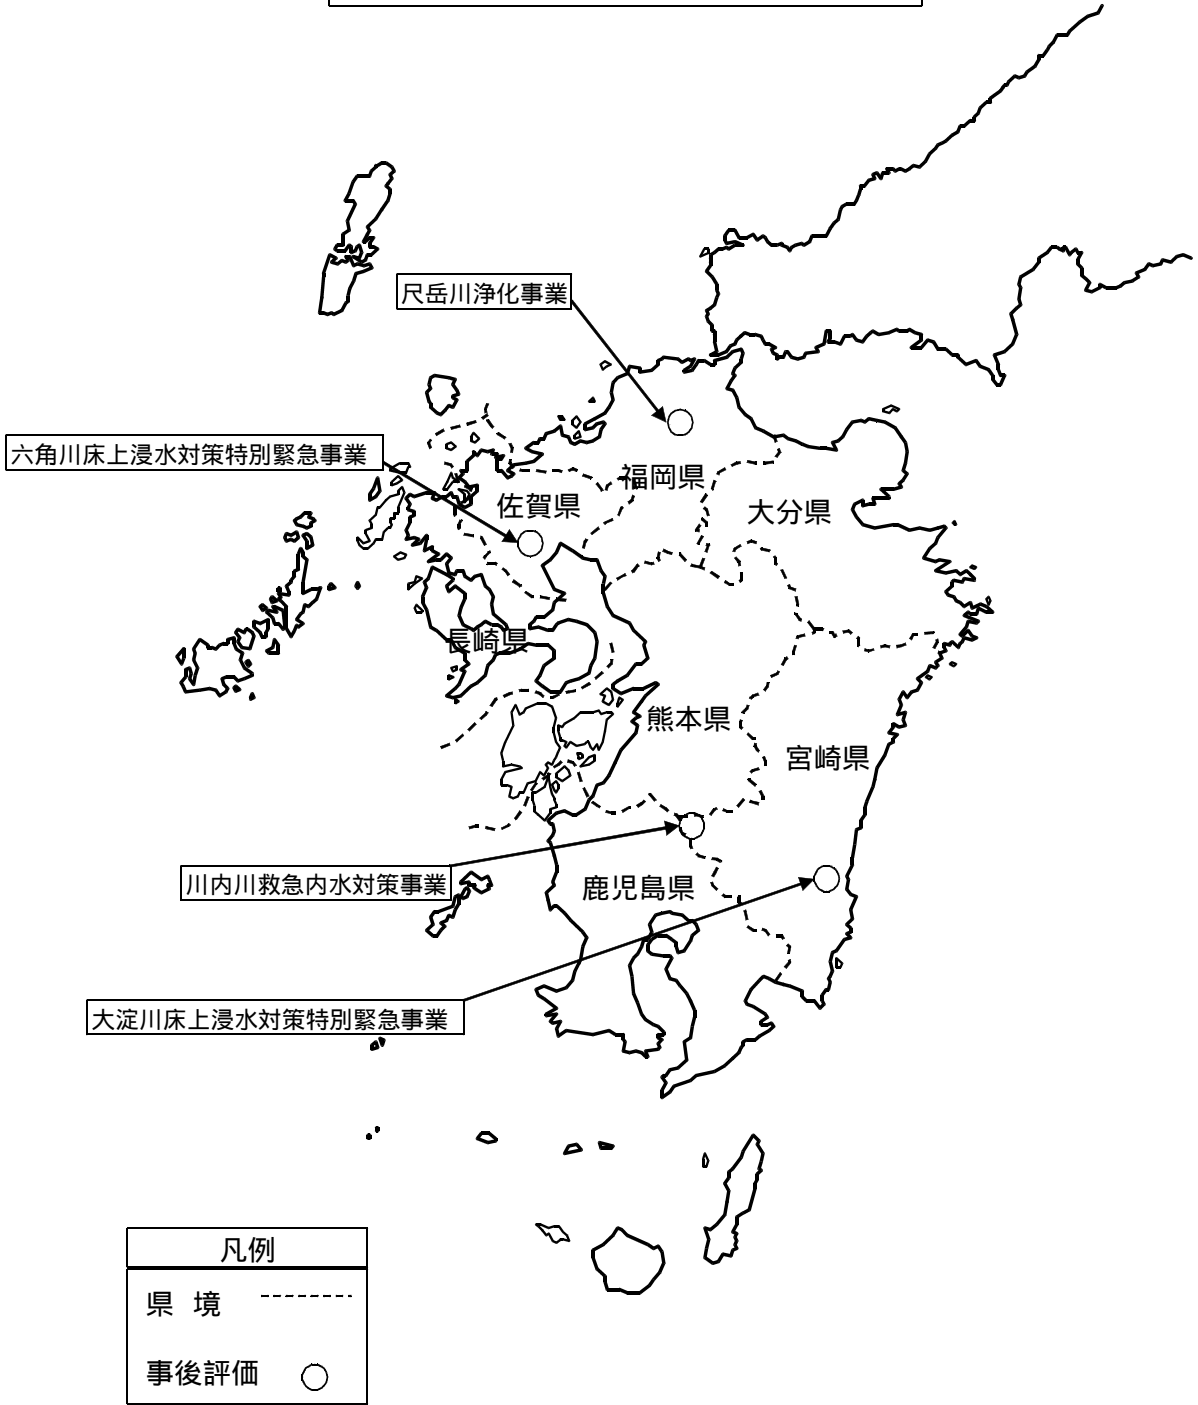 尺岳川浄化事業
六角川床上浸水対策特別緊急事業
福岡県
佐賀県
大分県
長崎県
熊本県
宮崎県
川内川救急内水対策事業
鹿児島県
大淀川床上浸水対策特別緊急事業
凡例
県 境
事後評価